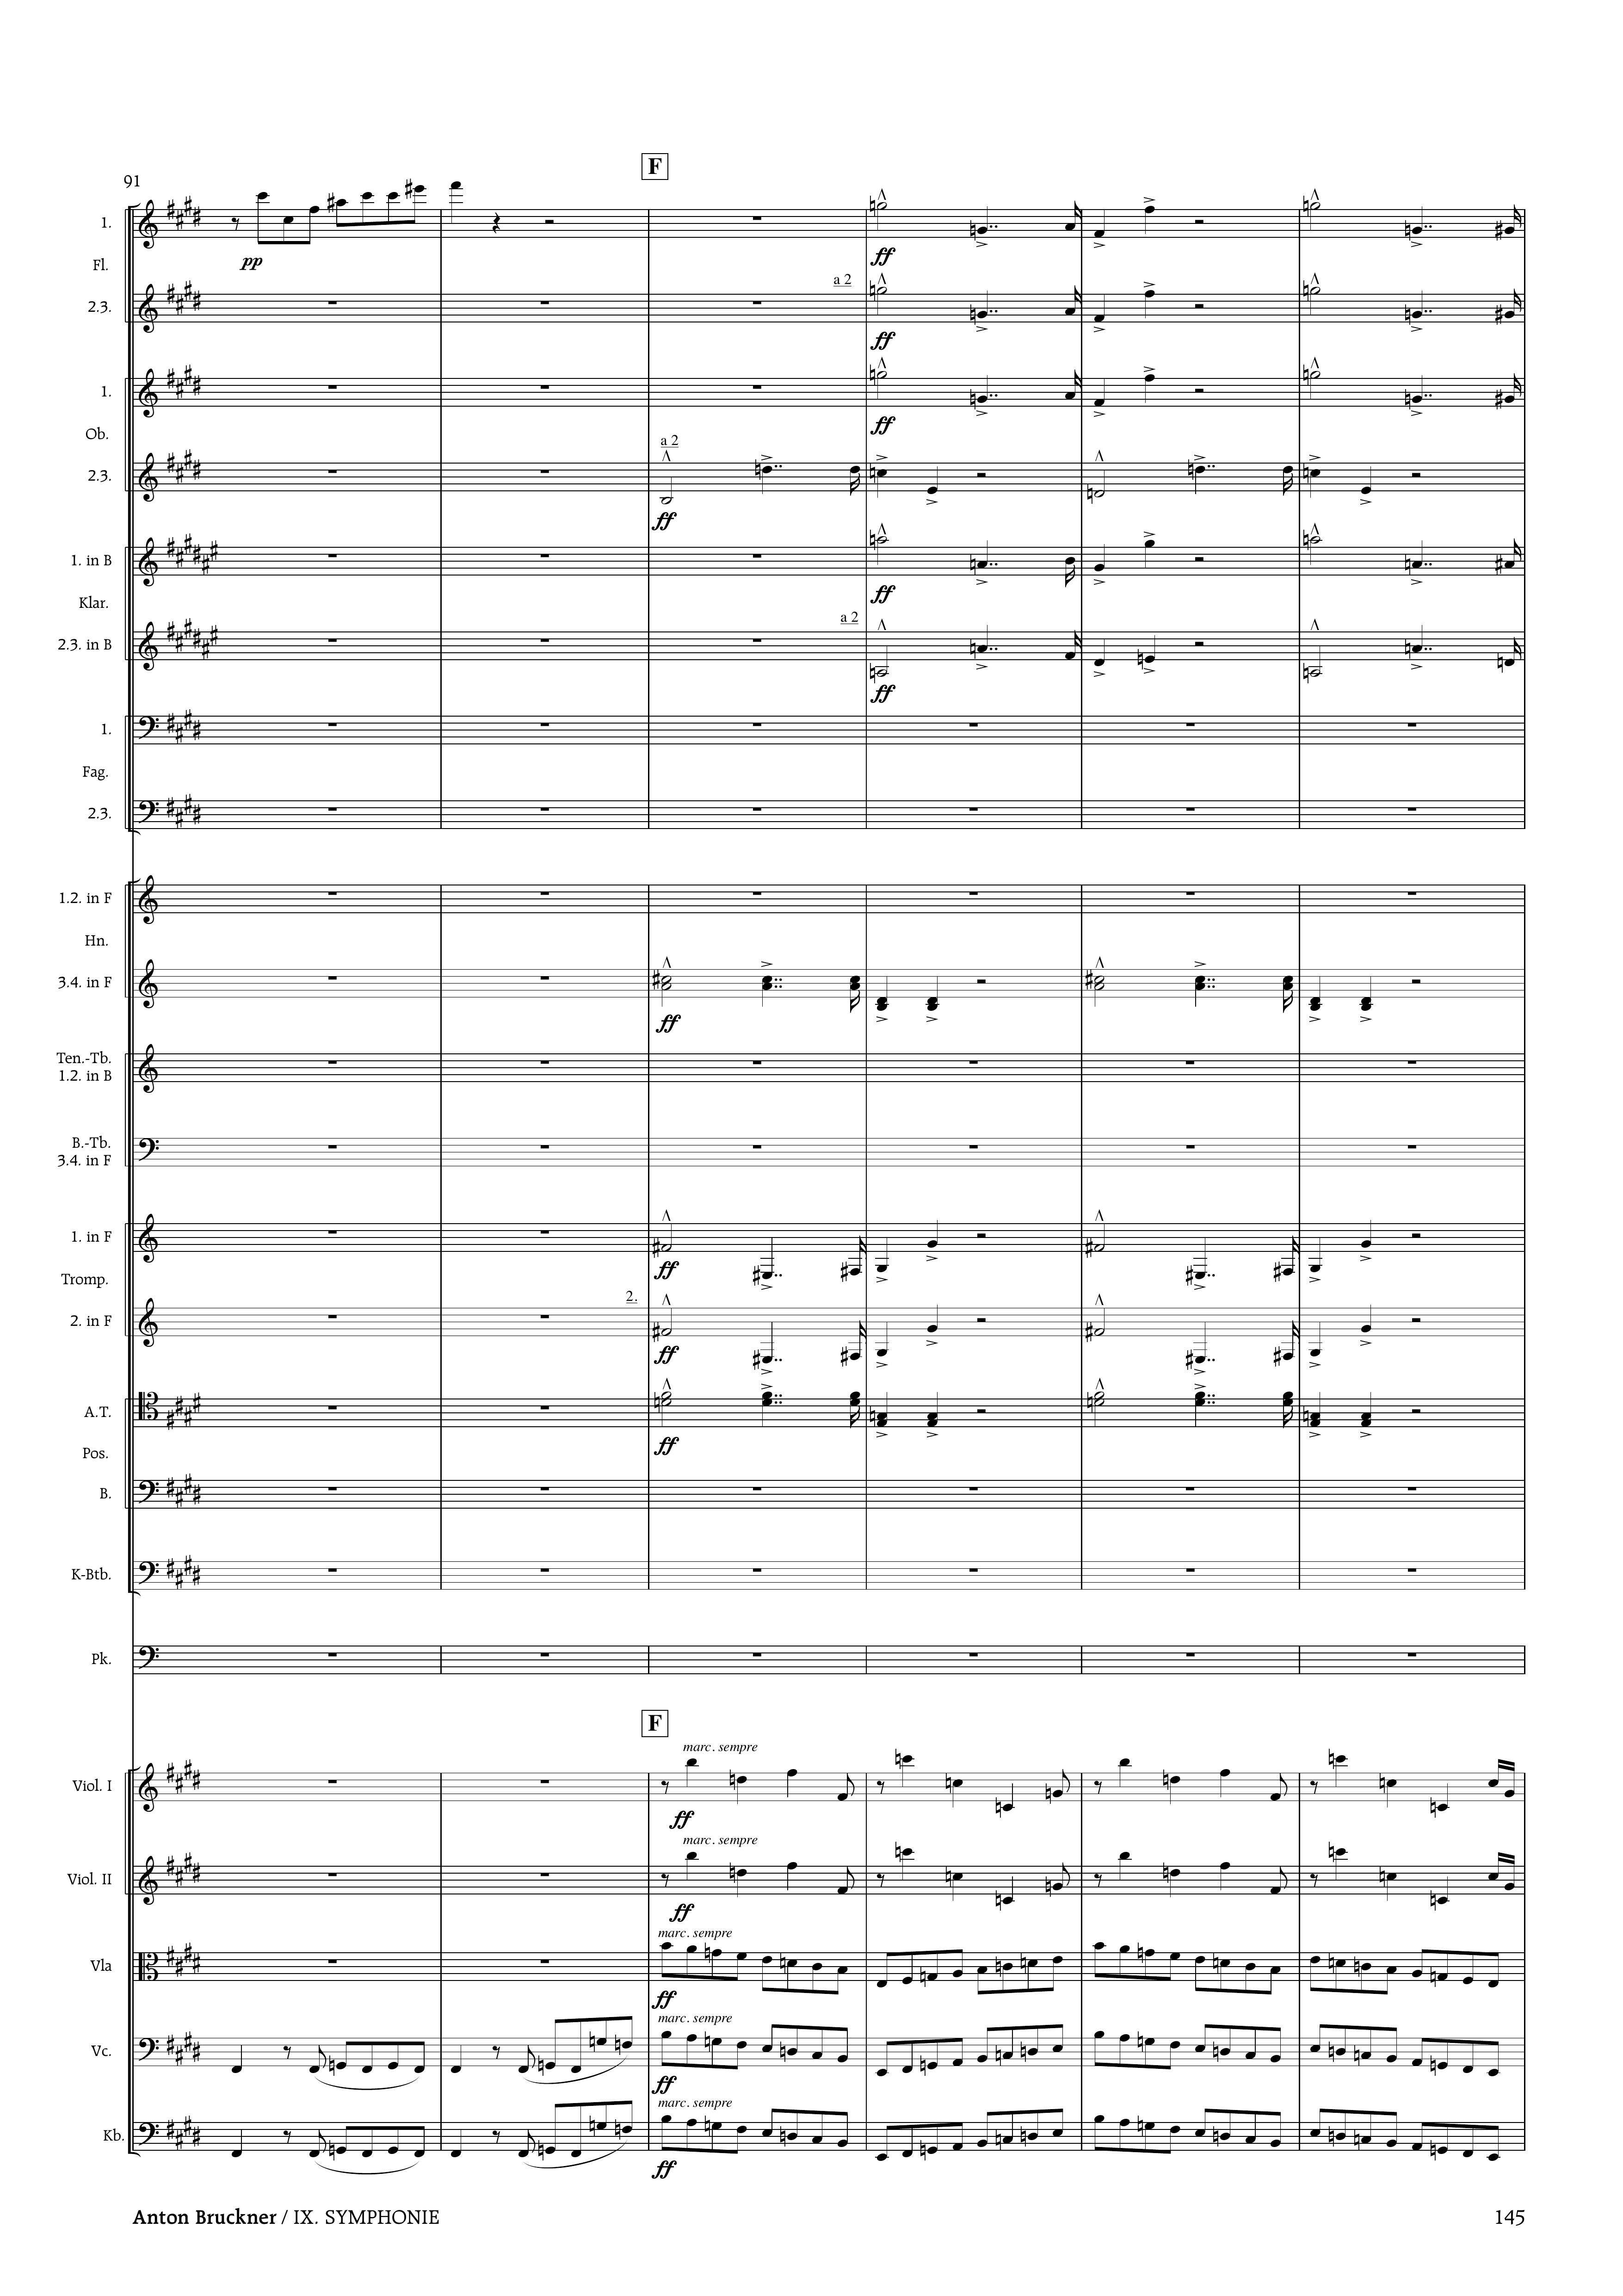 F
91
1.
pp
Fl.
ff
a 2
2.3.
ff
1.
ff
Ob.
a 2
2.3.
ff
1. in B
ff
Klar.
a 2
2.3. in B
ff
1.
Fag.
2.3.
1.2. in F
Hn.
3.4. in F
ff
Ten.-Tb.
1.2. in B
B.-Tb.
3.4. in F
1. in F
ff
Tromp.
2.
2. in F
ff
A.T.
ff
Pos.
B.
K-Btb.
Pk.
F
marc. sempre
Viol. I
ff
marc. sempre
Viol. II
ff
marc. sempre
Vla
ff
marc. sempre
Vc.
ff
marc. sempre
Kb.
ff
Anton Bruckner / IX. SYMPHONIE 145